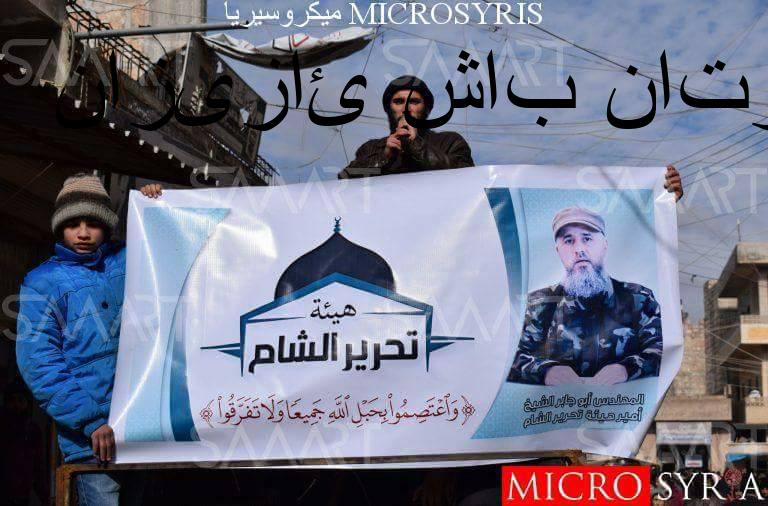 ميكروسيريا MICROSYRIS
SMART
هيئة
تحرير الشام
﴿وَاعْتَصِمُوا بِحَبْلِ اللَّهِ جَمِيعًا وَلَا تَفَرَّقُوا﴾
المهندس أبو جابر الشيخ
أمير هيئة تحرير الشام
MICRO SYRIA